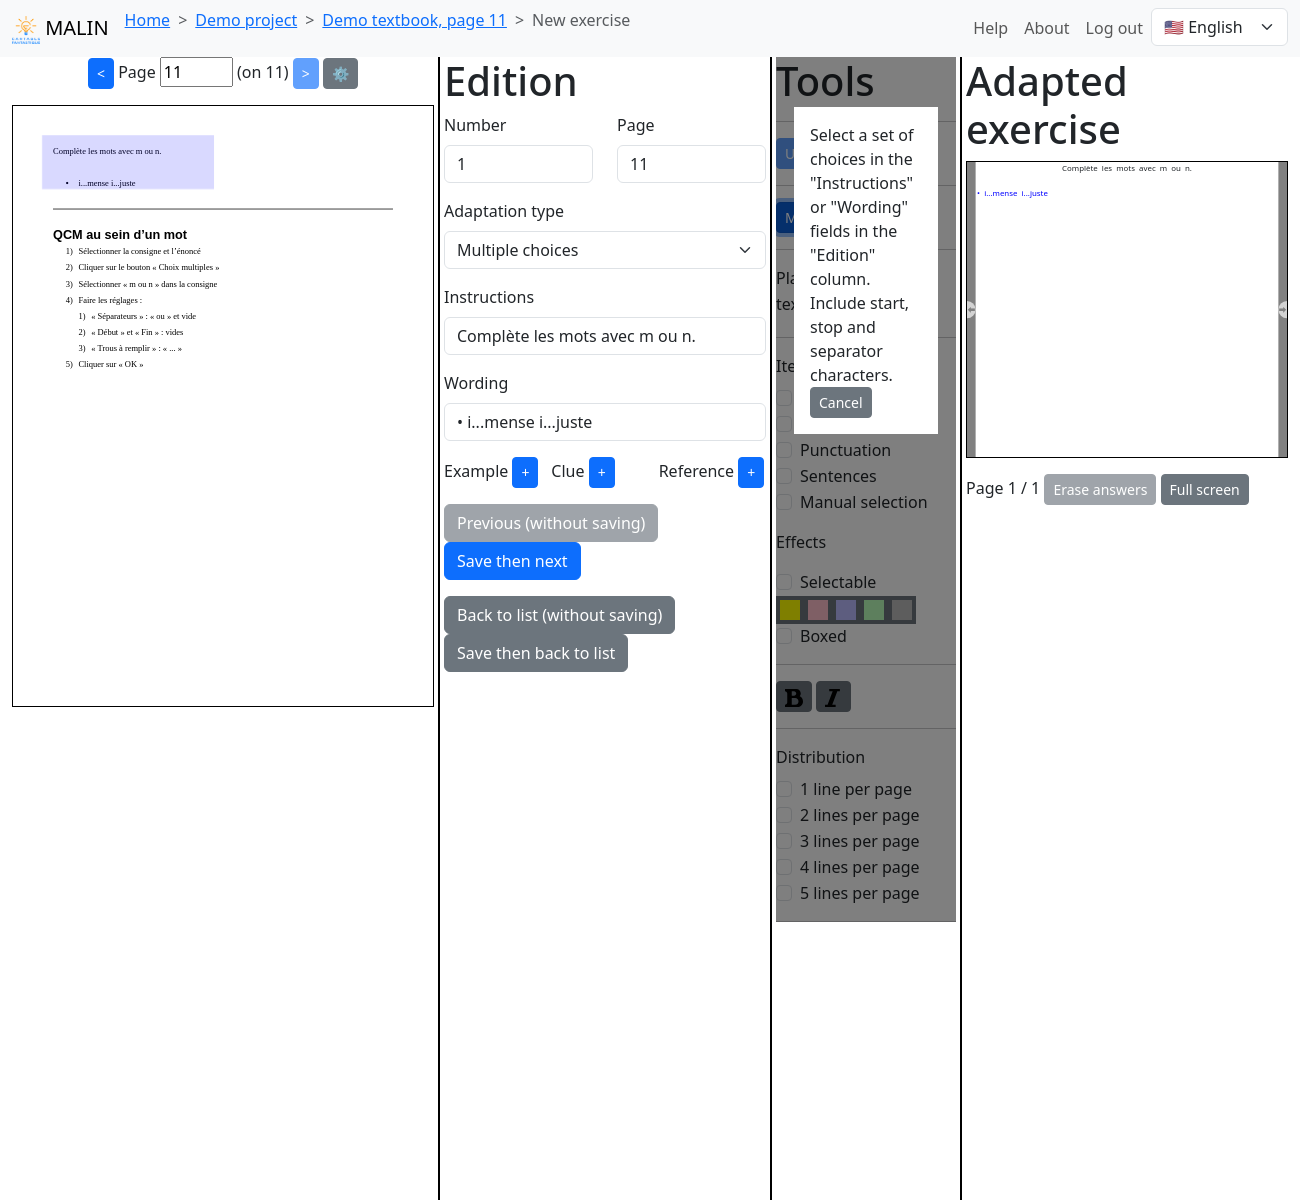 MALIN
Home > Demo project > Demo textbook, page 11 > New exercise
Help About Log out 🇺🇸 English
< Page 11 (on 11) > ⚙️
Complète les mots avec m ou n.
• i...mense i...juste
QCM au sein d’un mot
1) Sélectionner la consigne et l’énoncé
2) Cliquer sur le bouton « Choix multiples »
3) Sélectionner « m ou n » dans la consigne
4) Faire les réglages :
1) « Séparateurs » : « ou » et vide
2) « Début » et « Fin » : vides
3) « Trous à remplir » : « ... »
5) Cliquer sur « OK »
Edition
Number Page
1 11
Adaptation type
Multiple choices
Instructions
Complète les mots avec m ou n.
Wording
• i...mense i...juste
Example + Clue + Reference +
Previous (without saving)
Save then next
Back to list (without saving)
Save then back to list
Tools
Select a set of
choices in the
"Instructions"
or "Wording"
fields in the
"Edition"
column.
Include start,
stop and
separator
characters.
Cancel
Punctuation
Sentences
Manual selection
Effects
Selectable
Boxed
B I
Distribution
1 line per page
2 lines per page
3 lines per page
4 lines per page
5 lines per page
Adapted
exercise
Complète les mots avec m ou n.
• i...mense i...juste
Page 1 / 1 Erase answers Full screen